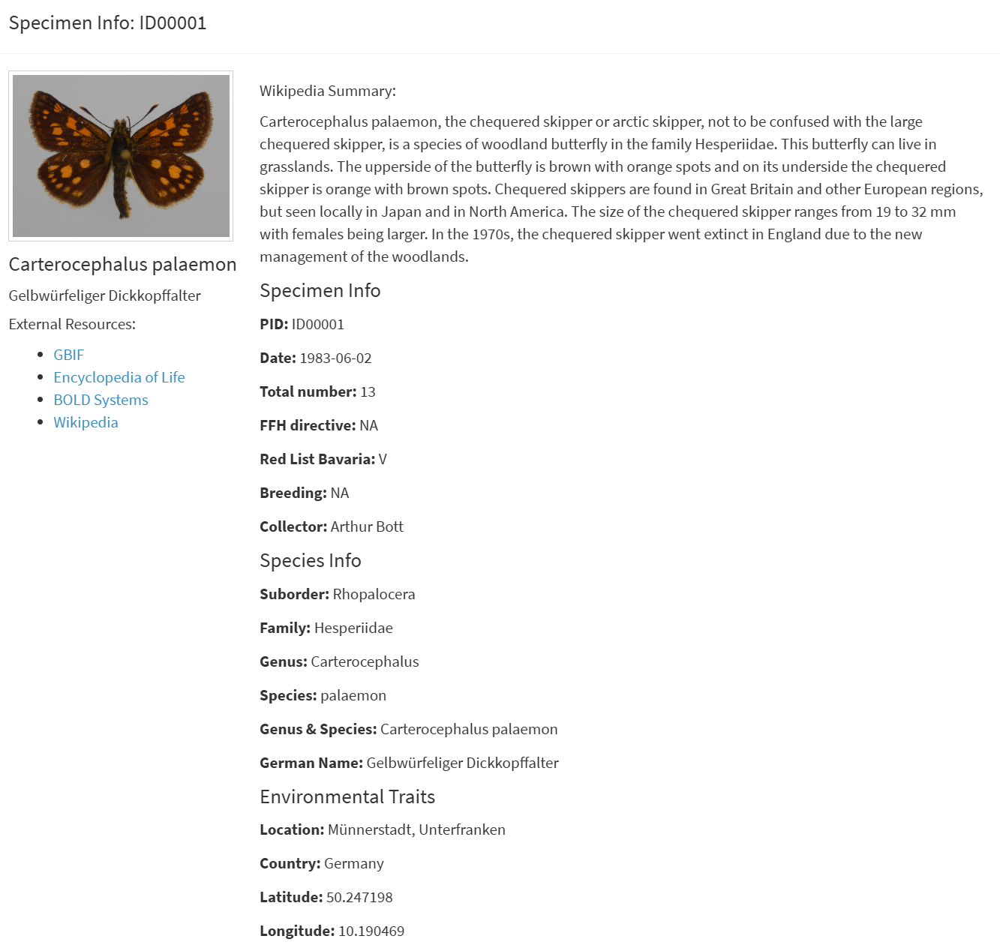 Specimen Info: ID00001
Carterocephalus palaemon
Gelbwürfeliger Dickkopffalter
External Resources:
GBIF
Encyclopedia of Life
BOLD Systems
Wikipedia
Wikipedia Summary:
Carterocephalus palaemon, the chequered skipper or arctic skipper, not to be confused with the large
chequered skipper, is a species of woodland butterfly in the family Hesperiidae. This butterfly can live in
grasslands. The upperside of the butterfly is brown with orange spots and on its underside the chequered
skipper is orange with brown spots. Chequered skippers are found in Great Britain and other European regions,
but seen locally in Japan and in North America. The size of the chequered skipper ranges from 19 to 32 mm
with females being larger. In the 1970s, the chequered skipper went extinct in England due to the new
management of the woodlands.
Specimen Info
PID: ID00001
Date: 1983-06-02
Total number: 13
FFH directive: NA
Red List Bavaria: V
Breeding: NA
Collector: Arthur Bott
Species Info
Suborder: Rhopalocera
Family: Hesperiidae
Genus: Carterocephalus
Species: palaemon
Genus & Species: Carterocephalus palaemon
German Name: Gelbwürfeliger Dickkopffalter
Environmental Traits
Location: Münnerstadt, Unterfranken
Country: Germany
Latitude: 50.247198
Longitude: 10.190469